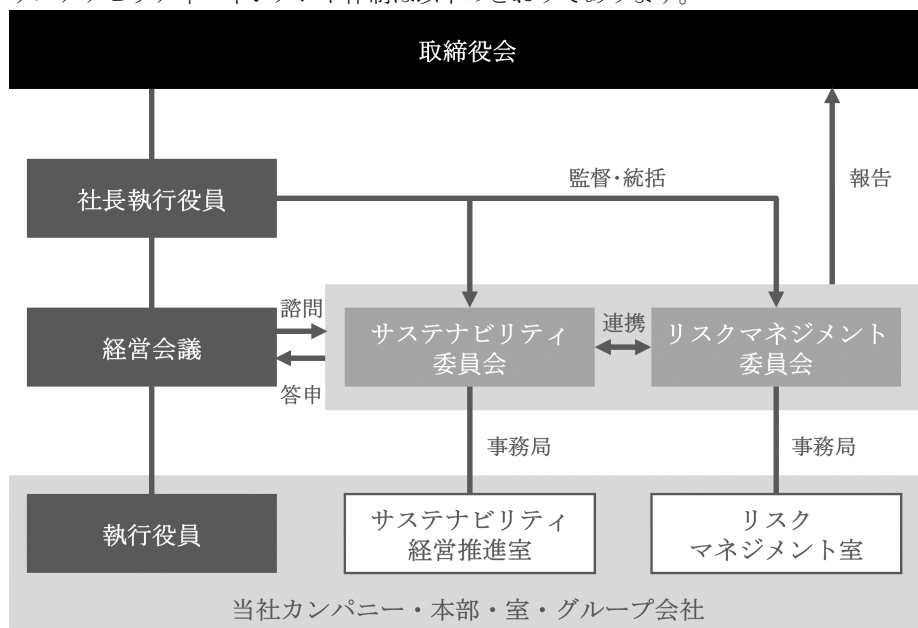 取締役会
社長執行役員
監督・統括
報告
諮問
経営会議
答申
サステナビリティ
委員会
連携
リスクマネジメント
委員会
事務局
事務局
執行役員
サステナビリティ
経営推進室
リスク
マネジメント室
当社カンパニー・本部・室・グループ会社